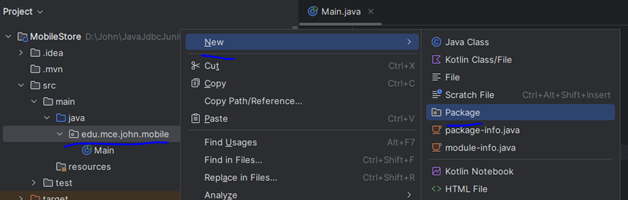 Project
Main.java
MobileStore D:\John\JavaJdbcJuni
.idea
.mvn
src
main
java
edu.mce.john.mobile
Main
resources
test
target
New
Cut Ctrl+X
Copy Ctrl+C
Copy Path/Reference...
Paste Ctrl+V
Find Usages Alt+F7
Find in Files... Ctrl+Shift+F
Replace in Files... Ctrl+Shift+R
Analyze
Java Class
Kotlin Class/File
File
Scratch File Ctrl+Alt+Shift+Insert
Package
package-info.java
module-info.java
Kotlin Notebook
HTML File